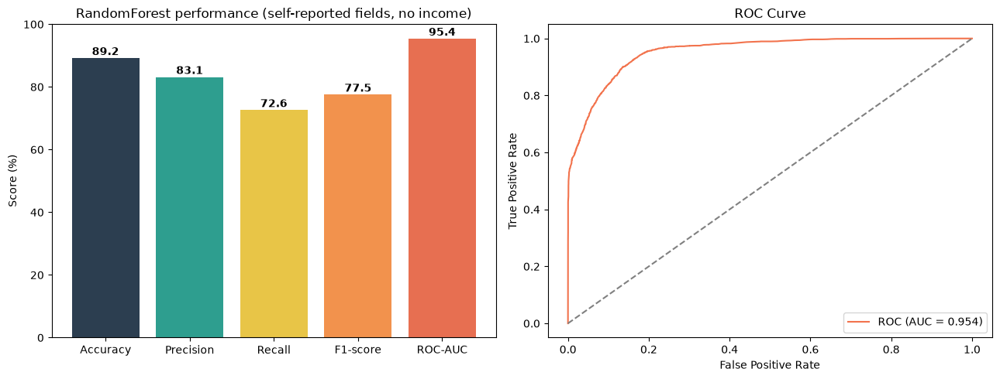 RandomForest performance (self-reported fields, no income)
100
80
60
40
20
0
Score (%)
89.2
83.1
72.6
77.5
95.4
Accuracy
Precision
Recall
F1-score
ROC-AUC
ROC Curve
1.0
0.8
0.6
0.4
0.2
0.0
True Positive Rate
ROC (AUC = 0.954)
0.0
0.2
0.4
0.6
0.8
1.0
False Positive Rate